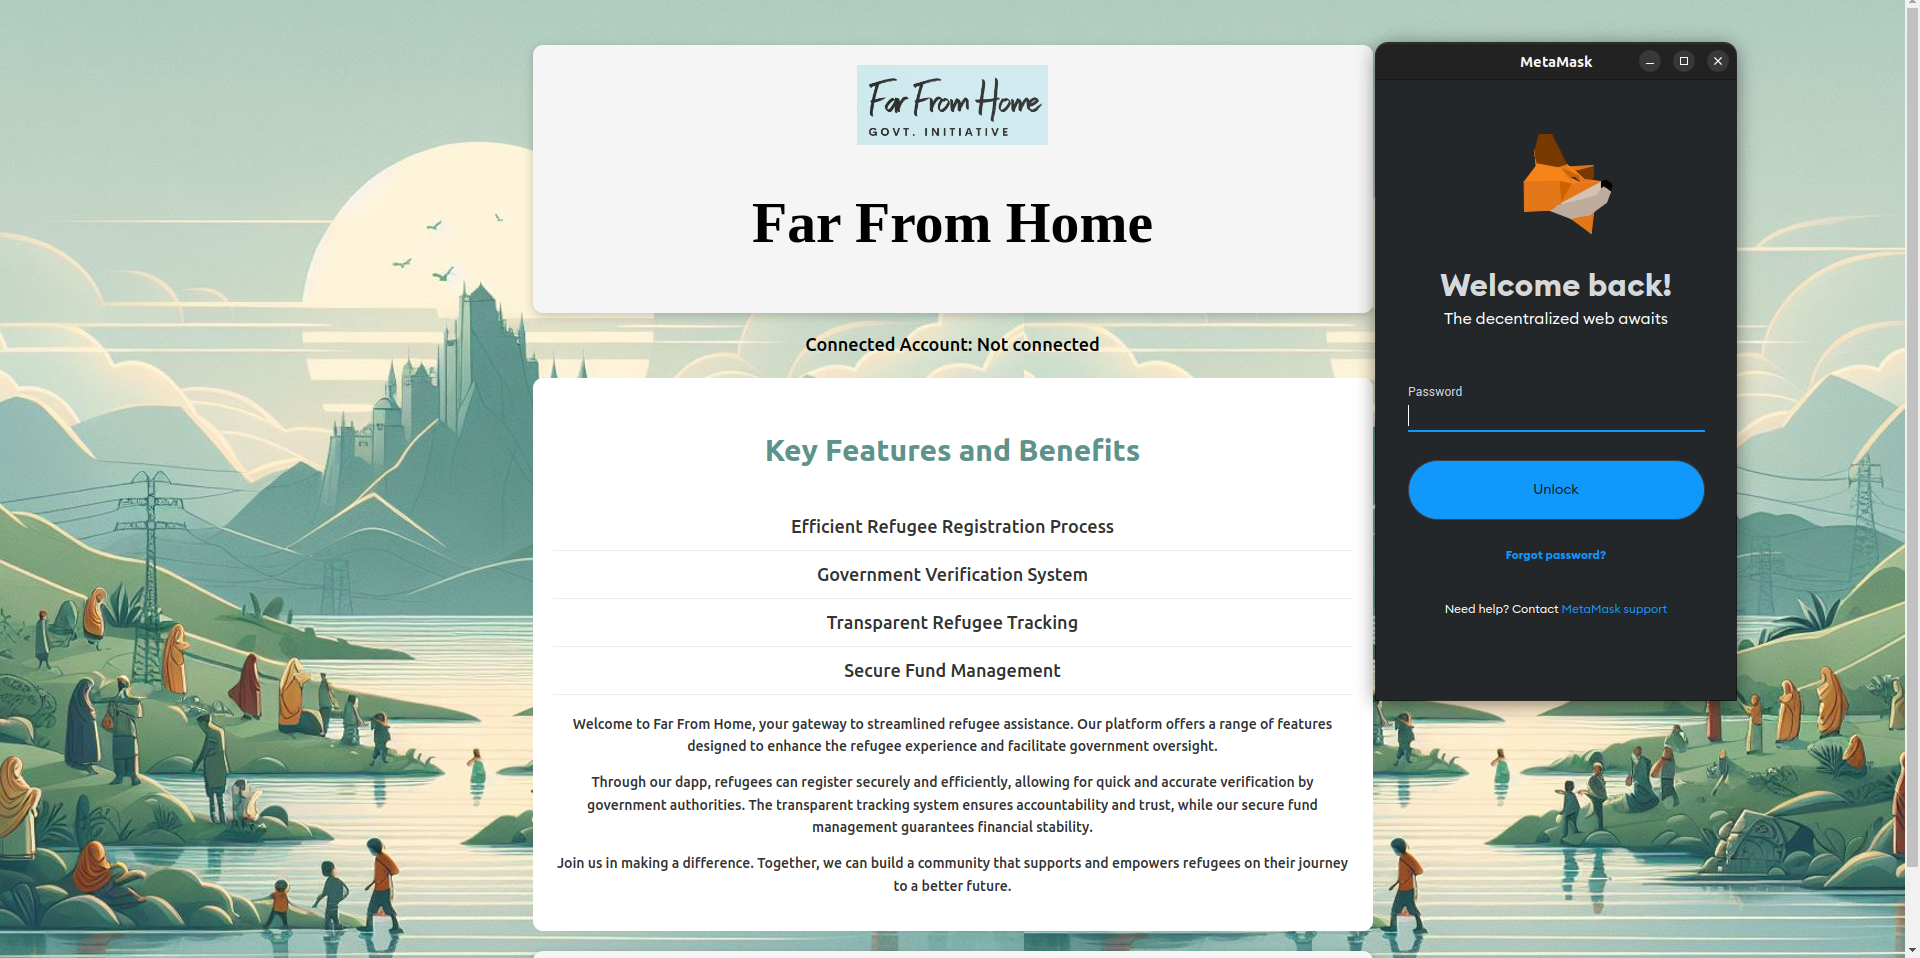 Far From Home
GOVT. INITIATIVE
Far From Home
Connected Account: Not connected
Key Features and Benefits
Efficient Refugee Registration Process
Government Verification System
Transparent Refugee Tracking
Secure Fund Management
Welcome to Far From Home, your gateway to streamlined refugee assistance. Our platform offers a range of features
designed to enhance the refugee experience and facilitate government oversight.
Through our dapp, refugees can register securely and efficiently, allowing for quick and accurate verification by
government authorities. The transparent tracking system ensures accountability and trust, while our secure fund
management guarantees financial stability.
Join us in making a difference. Together, we can build a community that supports and empowers refugees on their journey
to a better future.
MetaMask
Welcome back!
The decentralized web awaits
Password
Unlock
Forgot password?
Need help? Contact MetaMask support